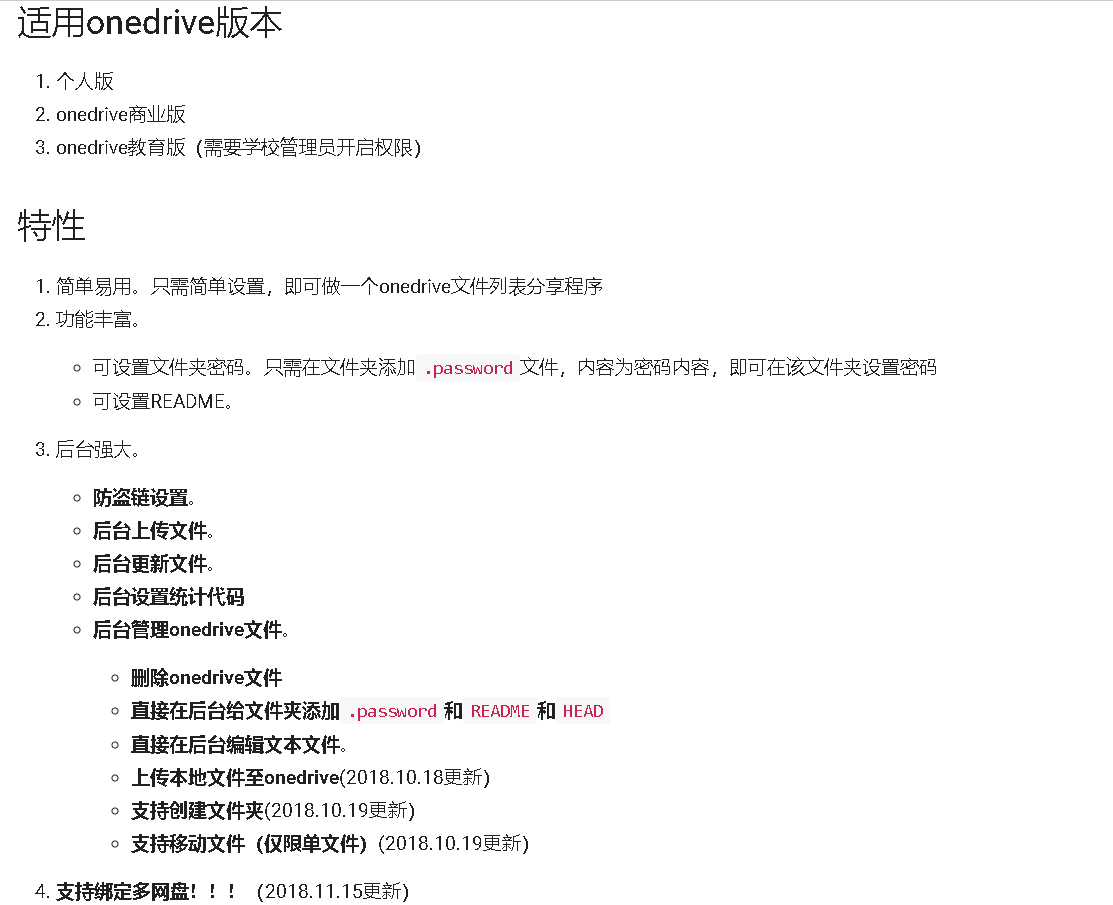 适用onedrive版本
1. 个人版
2. onedrive商业版
3. onedrive教育版（需要学校管理员开启权限）
特性
1. 简单易用。只需简单设置，即可做一个onedrive文件列表分享程序
2. 功能丰富。
可设置文件夹密码。只需在文件夹添加 .password 文件，内容为密码内容，即可在该文件夹设置密码
可设置README。
3. 后台强大。
防盗链设置。
后台上传文件。
后台更新文件。
后台设置统计代码
后台管理onedrive文件。
删除onedrive文件
直接在后台给文件夹添加 .password 和 README 和 HEAD
直接在后台编辑文本文件。
上传本地文件至onedrive(2018.10.18更新)
支持创建文件夹(2018.10.19更新)
支持移动文件（仅限单文件）(2018.10.19更新)
4. 支持绑定多网盘！！！ （2018.11.15更新)